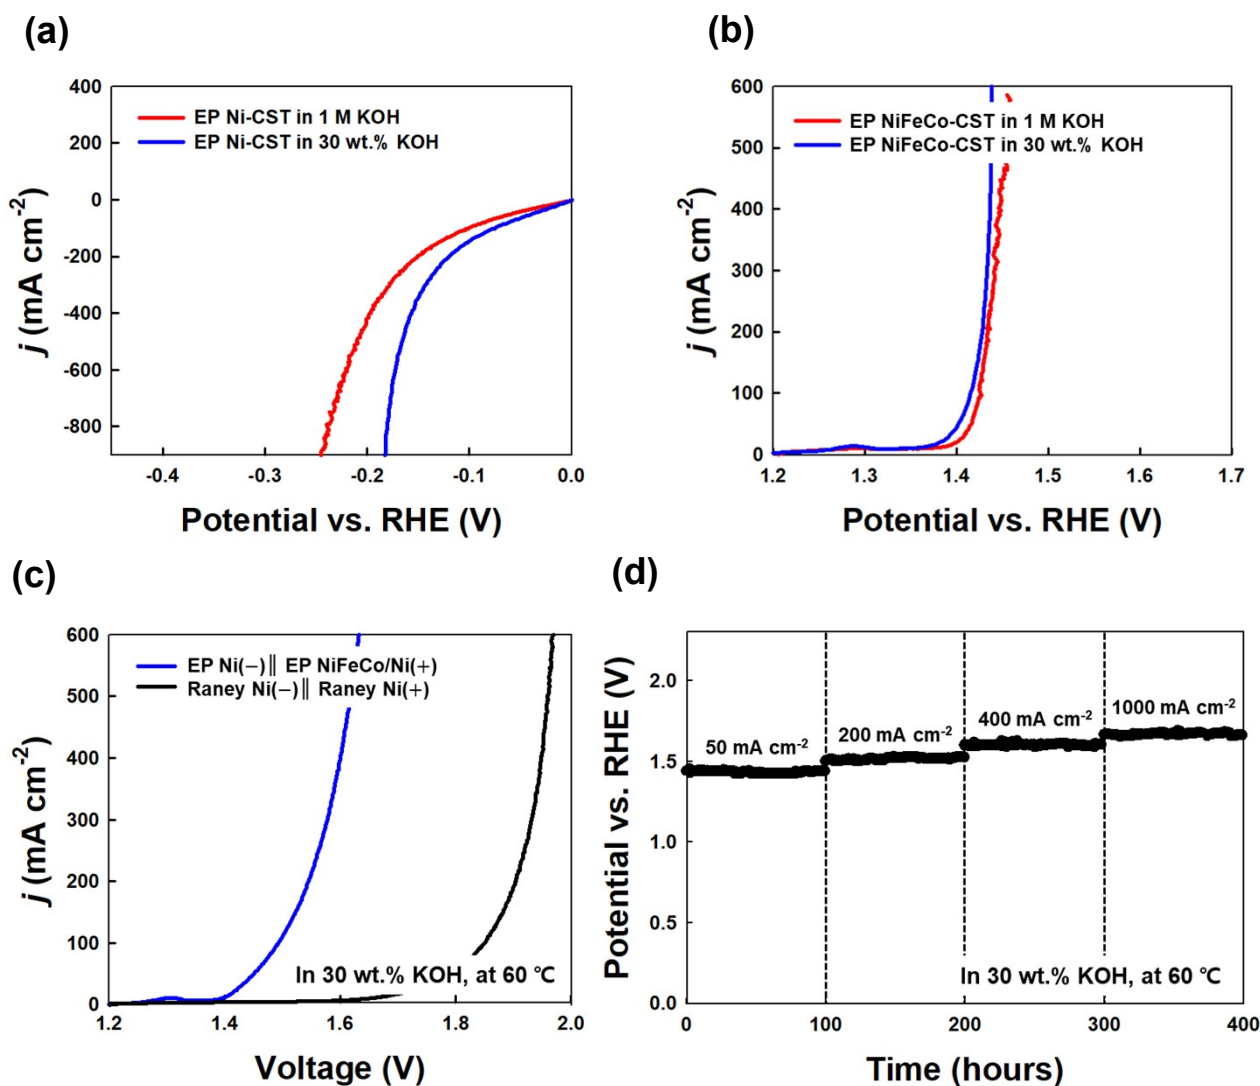 (a)
400
200
0
-200
-400
-600
-800
-0.4
-0.3
-0.2
-0.1
0.0
EP Ni-CST in 1 M KOH
EP Ni-CST in 30 wt.% KOH
j (mA cm-2)
Potential vs. RHE (V)
(b)
600
500
400
300
200
100
0
1.2
1.3
1.4
1.5
1.6
1.7
EP NiFeCo-CST in 1 M KOH
EP NiFeCo-CST in 30 wt.% KOH
j (mA cm-2)
Potential vs. RHE (V)
(c)
600
500
400
300
200
100
0
1.2
1.4
1.6
1.8
2.0
EP Ni(−)∥ EP NiFeCo/Ni(+)
Raney Ni(−)∥ Raney Ni(+)
In 30 wt.% KOH, at 60 ℃
j (mA cm-2)
Voltage (V)
(d)
2.0
1.5
1.0
0.5
0.0
0
100
200
300
400
50 mA cm-2
200 mA cm-2
400 mA cm-2
1000 mA cm-2
In 30 wt.% KOH, at 60 ℃
Potential vs. RHE (V)
Time (hours)